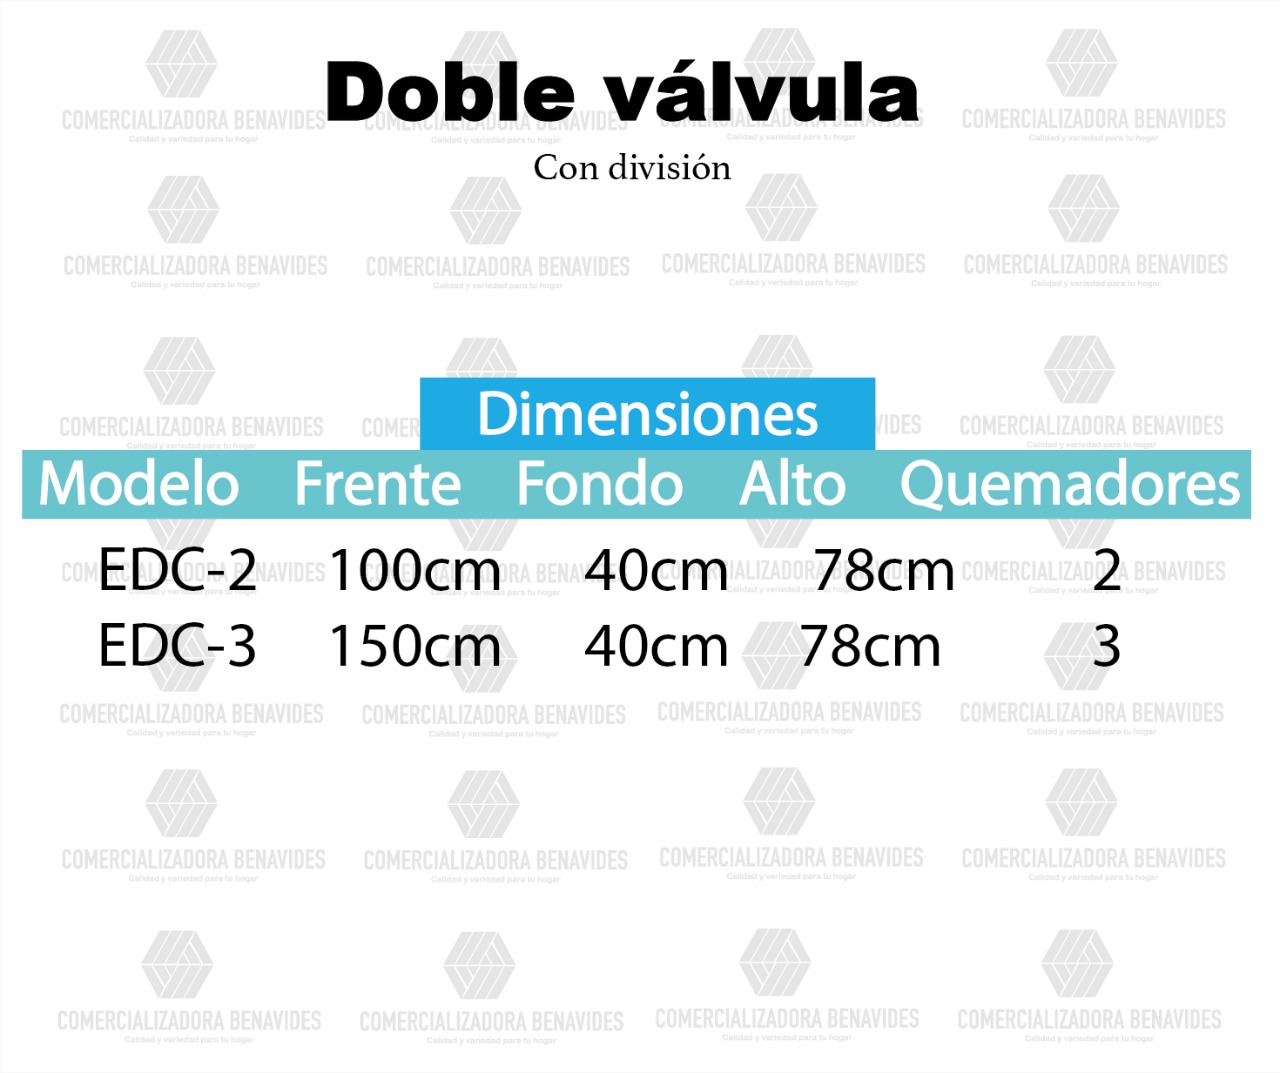 Doble válvula
Con división
Dimensiones
Modelo Frente Fondo Alto Quemadores
EDC-2 100cm 40cm 78cm 2
EDC-3 150cm 40cm 78cm 3
COMERCIALIZADORA BENAVIDES
Calidad y variedad para tu hogar